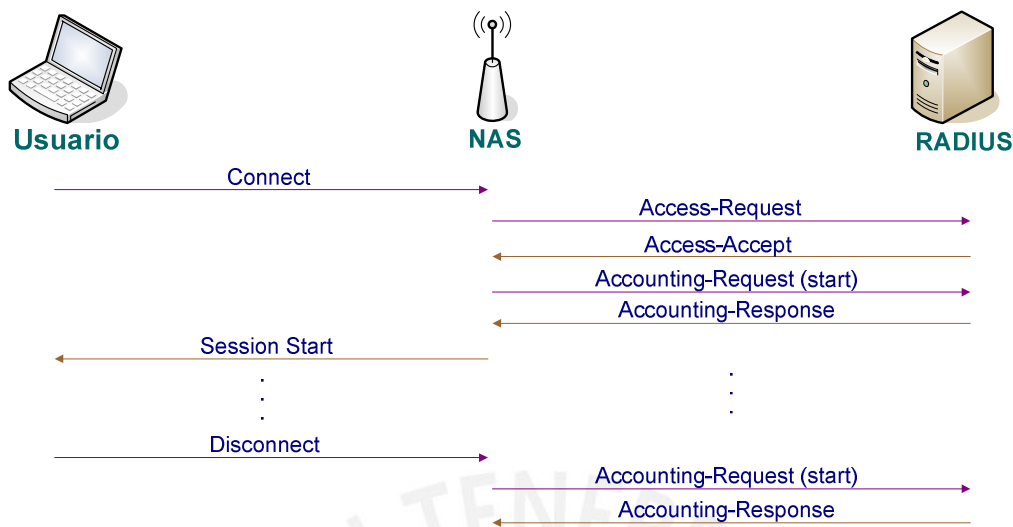 Usuario
NAS
RADIUS
Connect
Access-Request
Access-Accept
Accounting-Request (start)
Accounting-Response
Session Start
Disconnect
Accounting-Request (start)
Accounting-Response